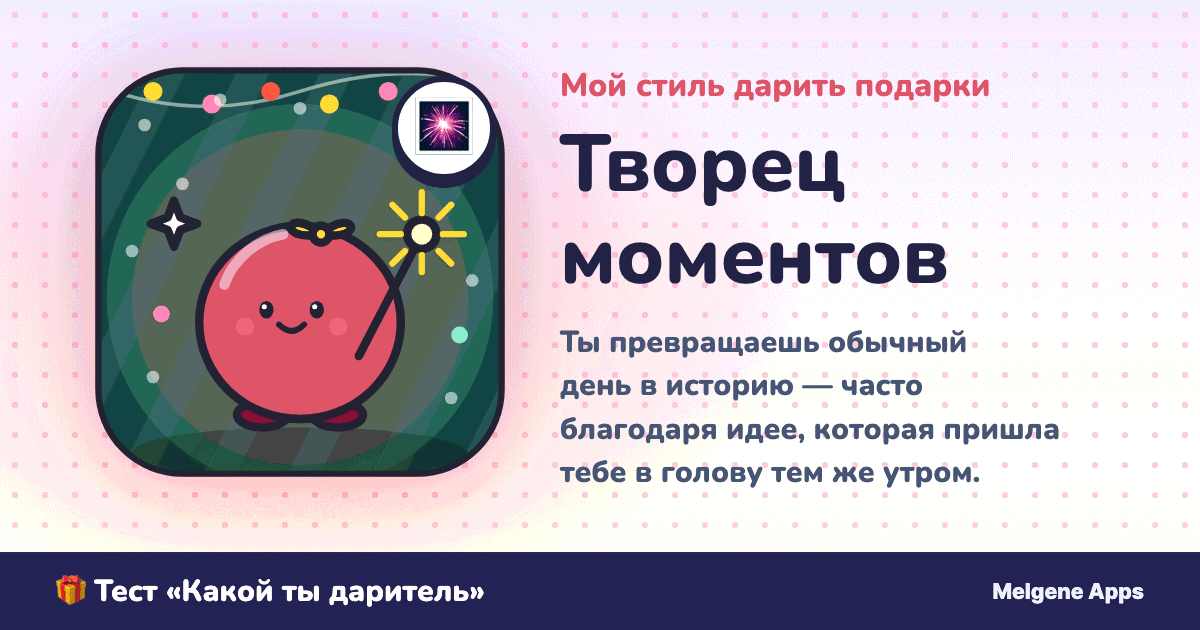 Мой стиль дарить подарки
Творец
моментов
Ты превращаешь обычный
день в историю — часто
благодаря идее, которая пришла
тебе в голову тем же утром.
Тест «Какой ты даритель»
Melgene Apps